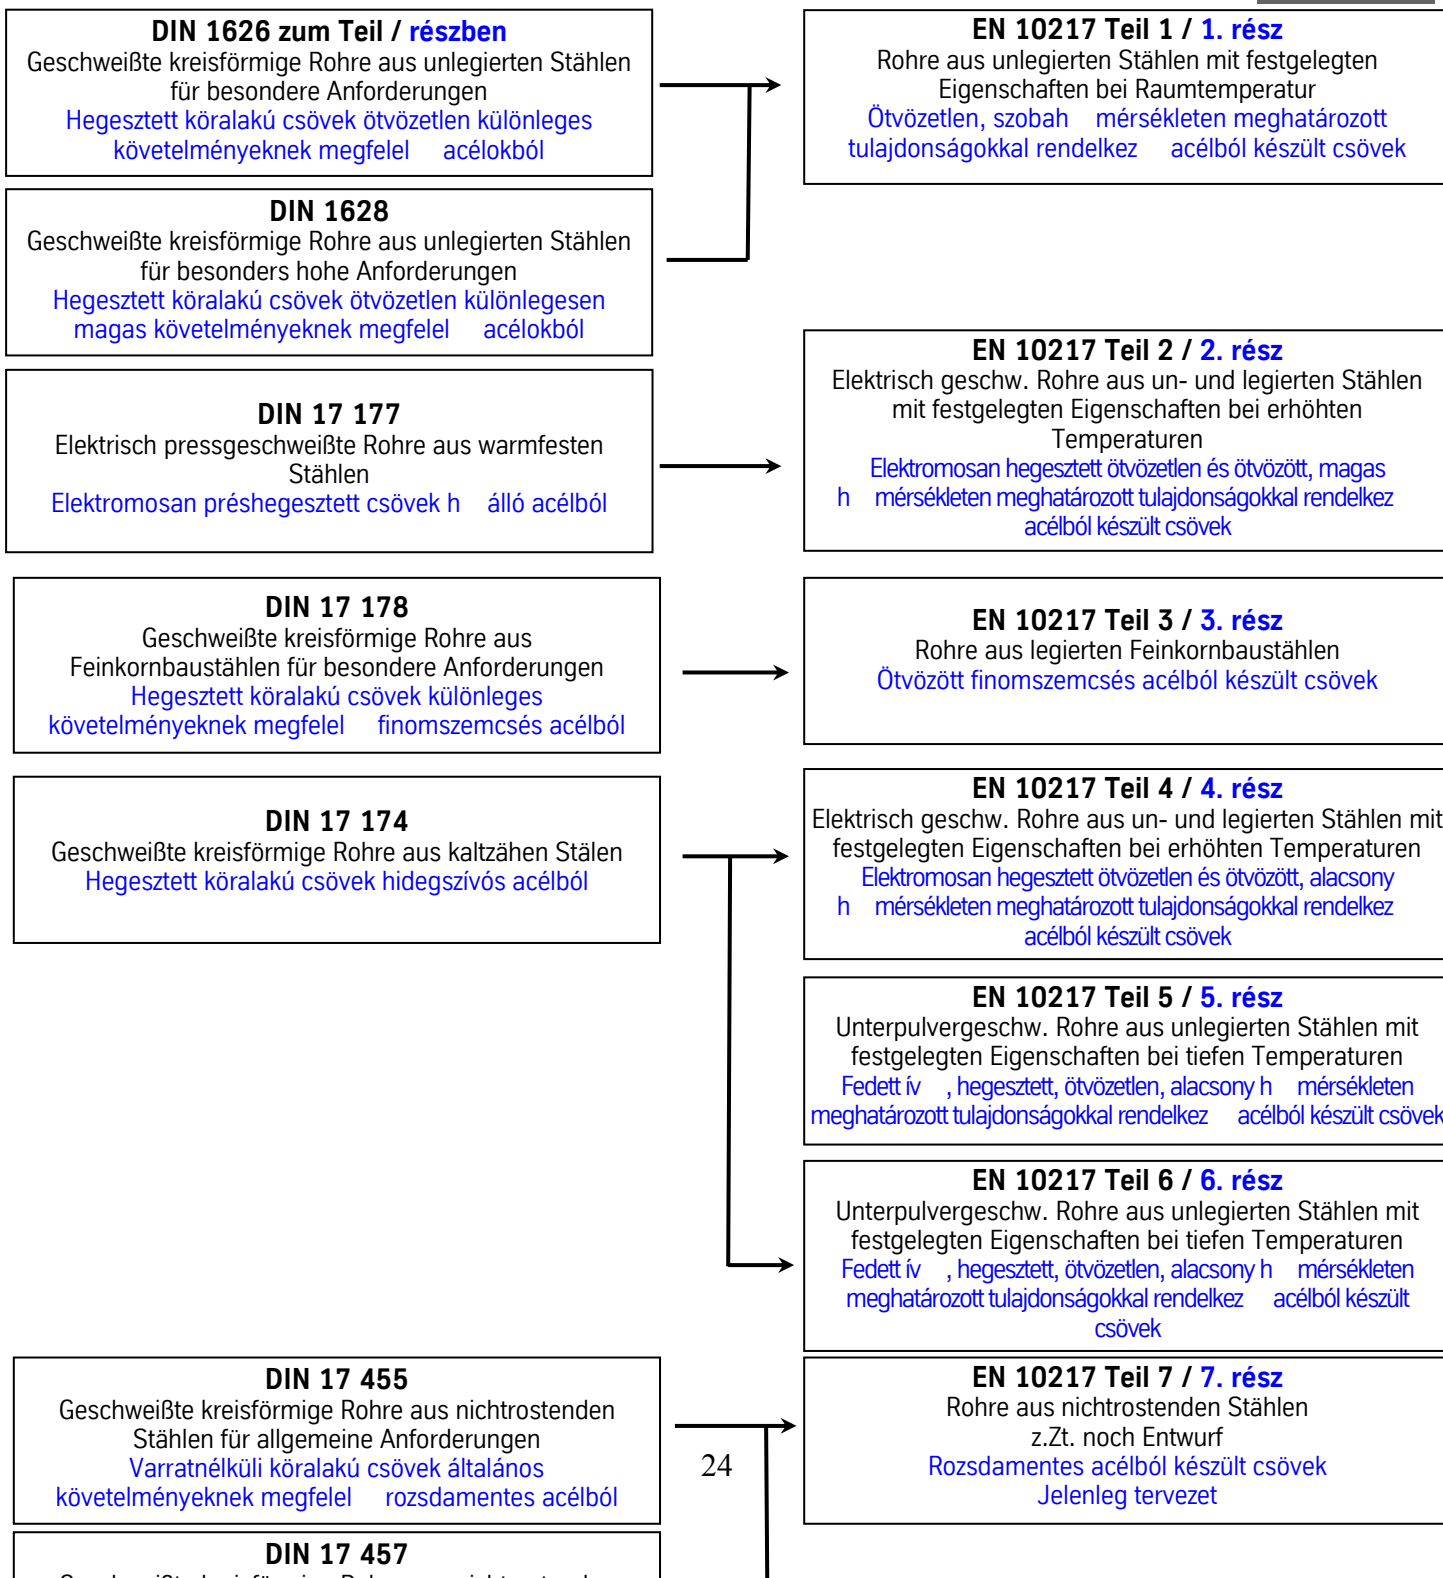 DIN 1626 zum Teil / részben
Geschweißte kreisförmige Rohre aus unlegierten Stählen
für besondere Anforderungen
Hegesztett köralakú csövek ötvözetlen különleges
követelményeknek megfelel acélokból
DIN 1628
Geschweißte kreisförmige Rohre aus unlegierten Stählen
für besonders hohe Anforderungen
Hegesztett köralakú csövek ötvözetlen különlegesen
magas követelményeknek megfelel acélokból
DIN 17 177
Elektrisch pressgeschweißte Rohre aus warmfesten
Stählen
Elektromosan préshegesztett csövek h álló acélból
DIN 17 178
Geschweißte kreisförmige Rohre aus
Feinkornbaustählen für besondere Anforderungen
Hegesztett köralakú csövek különleges
követelményeknek megfelel finomszemcsés acélból
DIN 17 174
Geschweißte kreisförmige Rohre aus kaltzähen Stälen
Hegesztett köralakú csövek hidegszívós acélból
DIN 17 455
Geschweißte kreisförmige Rohre aus nichtrostenden
Stählen für allgemeine Anforderungen
Varratnélküli köralakú csövek általános
követelményeknek megfelel rozsdamentes acélból
DIN 17 457
EN 10217 Teil 1 / 1. rész
Rohre aus unlegierten Stählen mit festgelegten
Eigenschaften bei Raumtemperatur
Ötvözetlen, szobah mérsékleten meghatározott
tulajdonságokkal rendelkez acélból készült csövek
EN 10217 Teil 2 / 2. rész
Elektrisch geschw. Rohre aus un- und legierten Stählen
mit festgelegten Eigenschaften bei erhöhten
Temperaturen
Elektromosan hegesztett ötvözetlen és ötvözött, magas
h mérsékleten meghatározott tulajdonságokkal rendelkez
acélból készült csövek
EN 10217 Teil 3 / 3. rész
Rohre aus legierten Feinkornbaustählen
Ötvözött finomszemcsés acélból készült csövek
EN 10217 Teil 4 / 4. rész
Elektrisch geschw. Rohre aus un- und legierten Stählen mit
festgelegten Eigenschaften bei erhöhten Temperaturen
Elektromosan hegesztett ötvözetlen és ötvözött, alacsony
h mérsékleten meghatározott tulajdonságokkal rendelkez
acélból készült csövek
EN 10217 Teil 5 / 5. rész
Unterpulvergeschw. Rohre aus unlegierten Stählen mit
festgelegten Eigenschaften bei tiefen Temperaturen
Fedett ív , hegesztett, ötvözetlen, alacsony h mérsékleten
meghatározott tulajdonságokkal rendelkez acélból készült csövek
EN 10217 Teil 6 / 6. rész
Unterpulvergeschw. Rohre aus unlegierten Stählen mit
festgelegten Eigenschaften bei tiefen Temperaturen
Fedett ív , hegesztett, ötvözetlen, alacsony h mérsékleten
meghatározott tulajdonságokkal rendelkez acélból készült
csövek
EN 10217 Teil 7 / 7. rész
Rohre aus nichtrostenden Stählen
z.Zt. noch Entwurf
Rozsdamentes acélból készült csövek
Jelenleg tervezet
24